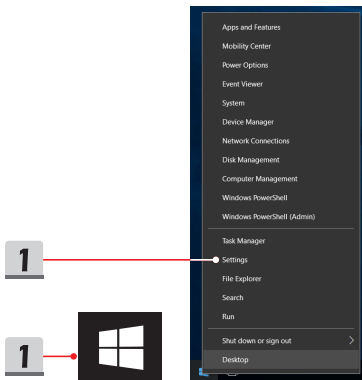 Apps and Features
Mobility Center
Power Options
Event Viewer
System
Device Manager
Network Connections
Disk Management
Computer Management
Windows PowerShell
Windows PowerShell (Admin)
Task Manager
1 Settings
File Explorer
Search
Run
Shut down or sign out
1 Desktop